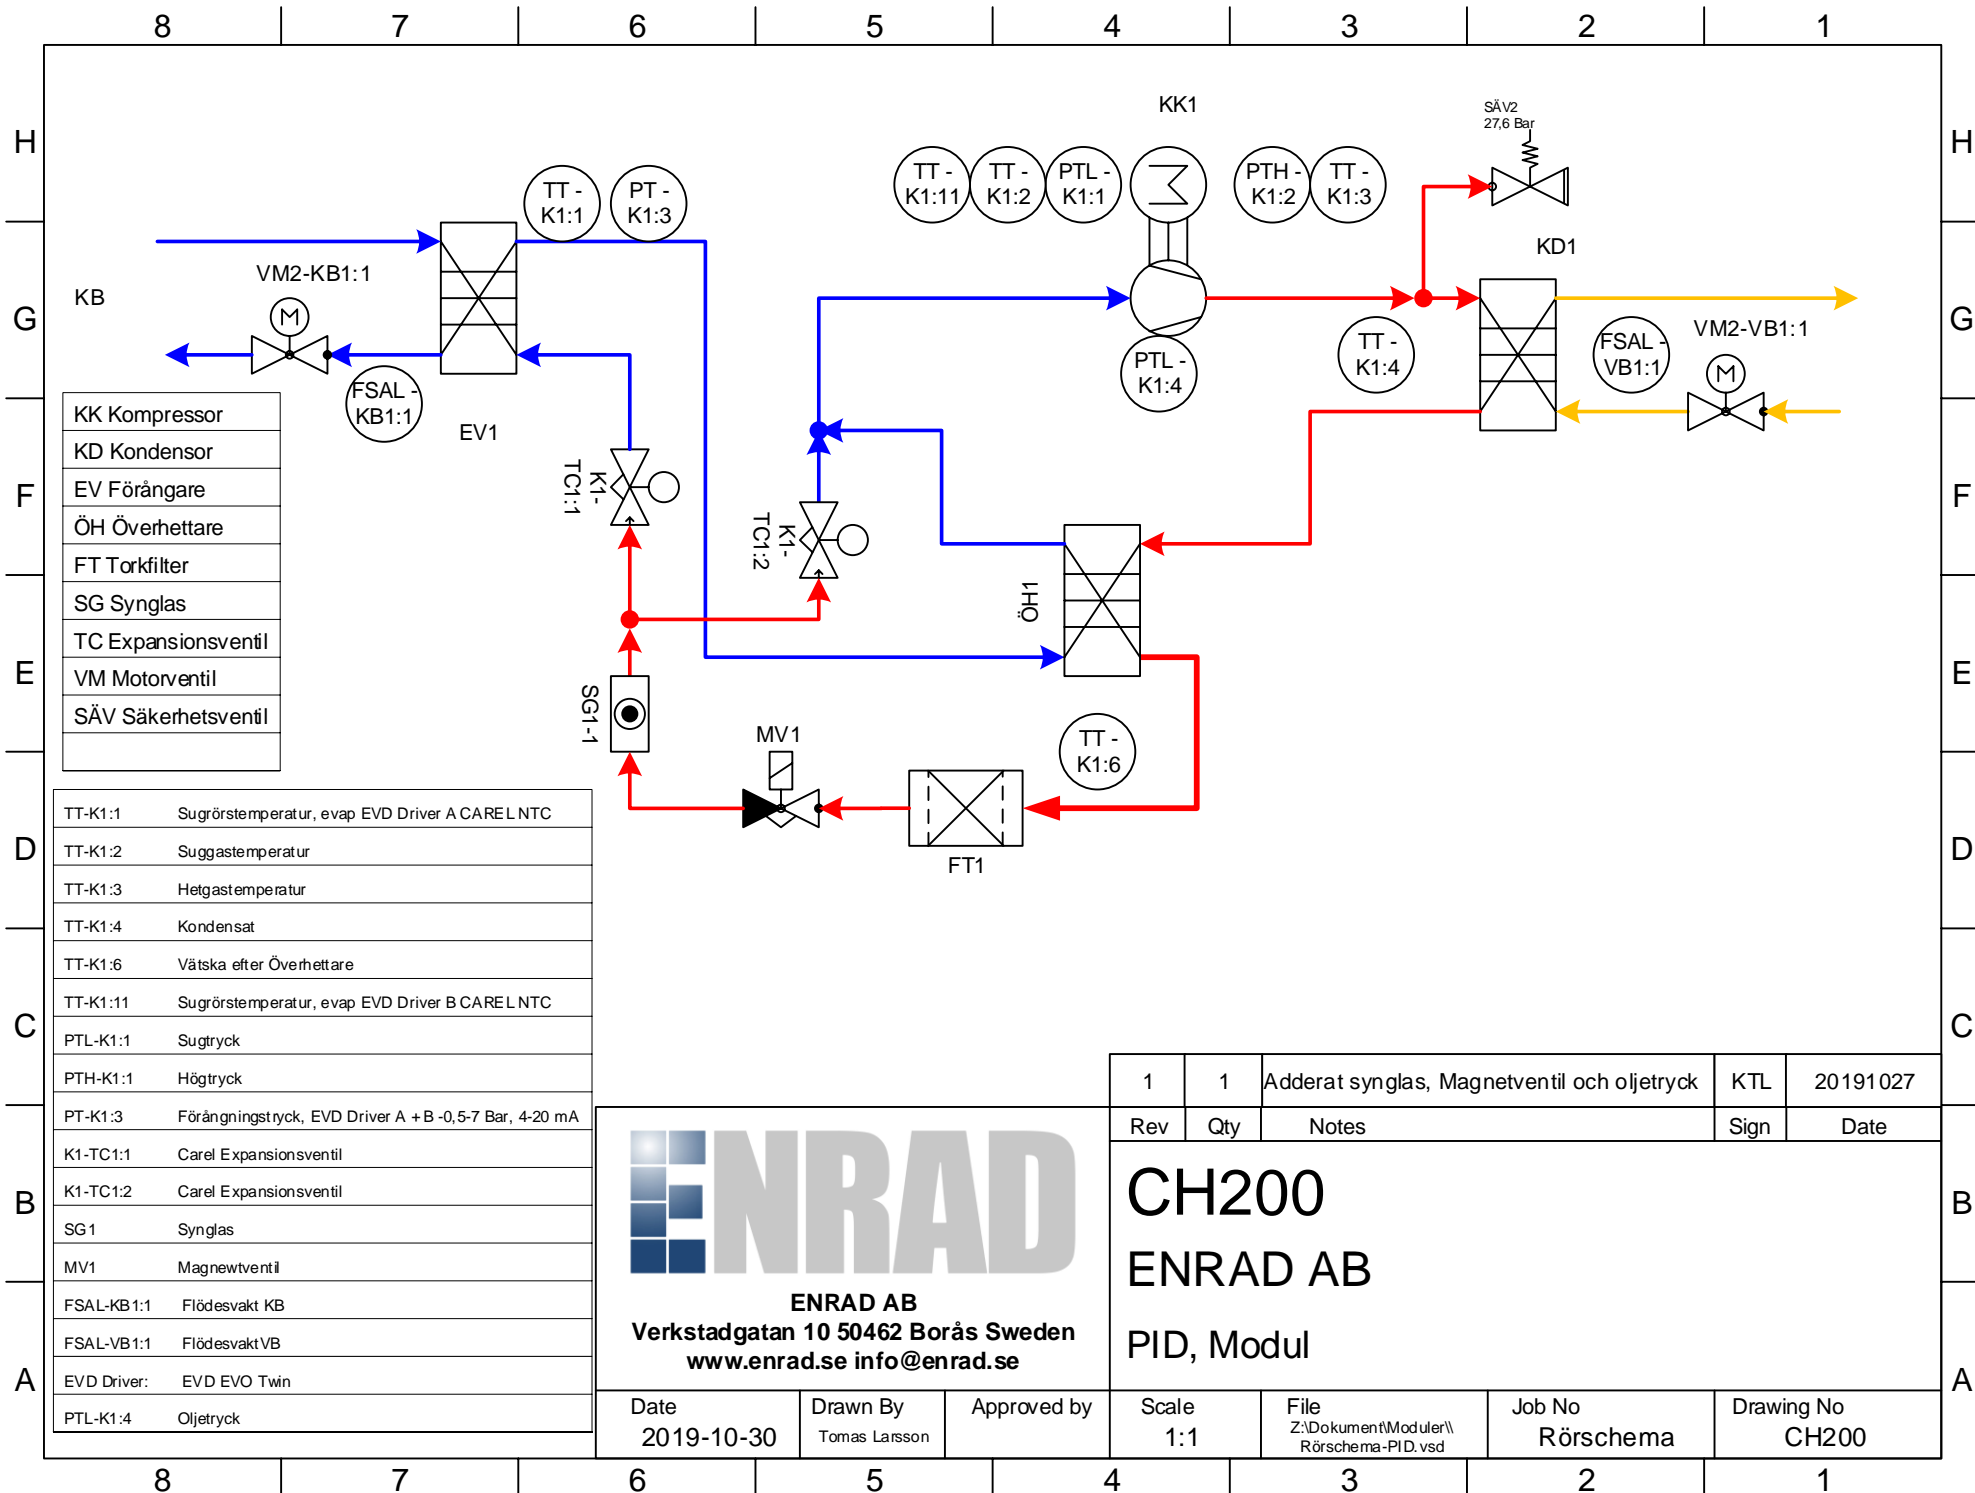 8 7 6 5 4 3 2 1
H
H
G
G
F
F
E
E
D
D
C
C
B
B
A
A
KK1
SÄV2
27,6 Bar
TT -
K1:1
PT -
K1:3
TT -
K1:11
TT -
K1:2
PTL -
K1:1
PTH -
K1:2
TT -
K1:3
KD1
KB
VM2-KB1:1
M
FSAL -
KB1:1
EV1
PTL -
K1:4
TT -
K1:4
FSAL -
VB1:1
VM2-VB1:1
M
K1-
TC1:1
K1-
TC1:2
ÖH1
SG1-1
MV1
TT -
K1:6
FT1
KK Kompressor
KD Kondensor
EV Förångare
ÖH Överhettare
FT Torkfilter
SG Synglas
TC Expansionsventil
VM Motorventil
SÄV Säkerhetsventil
TT-K1:1 Sugrörstemperatur, evap EVD Driver A CAREL NTC
TT-K1:2 Suggastemperatur
TT-K1:3 Hetgastemperatur
TT-K1:4 Kondensat
TT-K1:6 Vätska efter Överhettare
TT-K1:11 Sugrörstemperatur, evap EVD Driver B CAREL NTC
PTL-K1:1 Sugtryck
PTH-K1:1 Högtryck
PT-K1:3 Förångningstryck, EVD Driver A + B -0,5-7 Bar, 4-20 mA
K1-TC1:1 Carel Expansionsventil
K1-TC1:2 Carel Expansionsventil
SG1 Synglas
MV1 Magnewtventil
FSAL-KB1:1 Flödesvakt KB
FSAL-VB1:1 FlödesvaktVB
EVD Driver: EVD EVO Twin
PTL-K1:4 Oljetryck
ENRAD
ENRAD AB
Verkstadgatan 10 50462 Borås Sweden
www.enrad.se info@enrad.se
Date
2019-10-30
Drawn By
Tomas Larsson
Approved by
1 1 Adderat synglas, Magnetventil och oljetryck KTL 20191027
Rev Qty Notes Sign Date
CH200
ENRAD AB
PID, Modul
Scale
1:1
File
Z:\Dokument\Moduler\\
Rörschema-PID.vsd
Job No
Rörschema
Drawing No
CH200
8 7 6 5 4 3 2 1